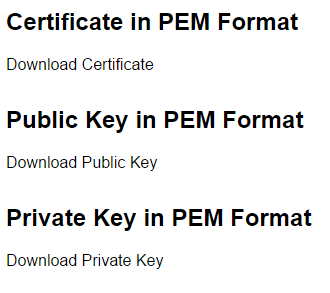 Certificate in PEM Format
Download Certificate
Public Key in PEM Format
Download Public Key
Private Key in PEM Format
Download Private Key